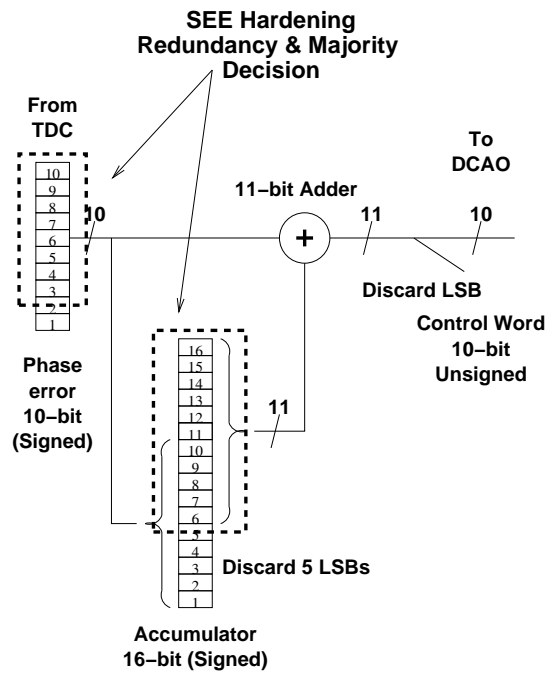 SEE Hardening
Redundancy & Majority
Decision
From
TDC
10
9
8
7
6
5
4
3
2
1
10
11–bit Adder
+
11
To
DCAO
10
Discard LSB
Control Word
10–bit
Unsigned
Phase
error
10–bit
(Signed)
16
15
14
13
12
11
10
9
8
7
6
5
4
3
2
1
11
Discard 5 LSBs
Accumulator
16–bit (Signed)